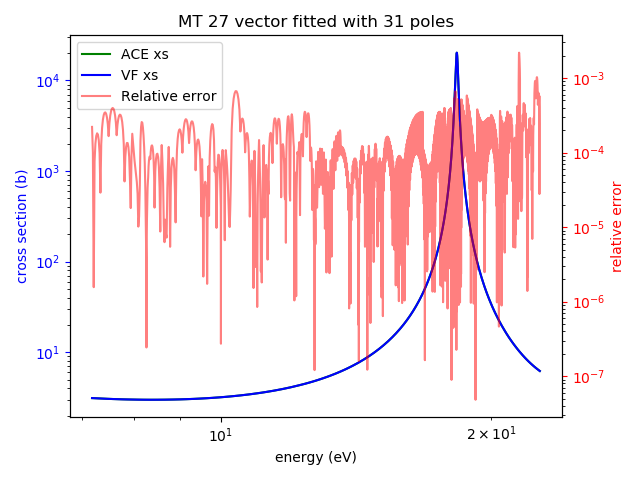 MT 27 vector fitted with 31 poles
ACE xs
VF xs
Relative error
cross section (b)
10⁴
10³
10²
10¹
10⁻³
10⁻⁴
10⁻⁵
10⁻⁶
10⁻⁷
relative error
10¹
2 × 10¹
energy (eV)